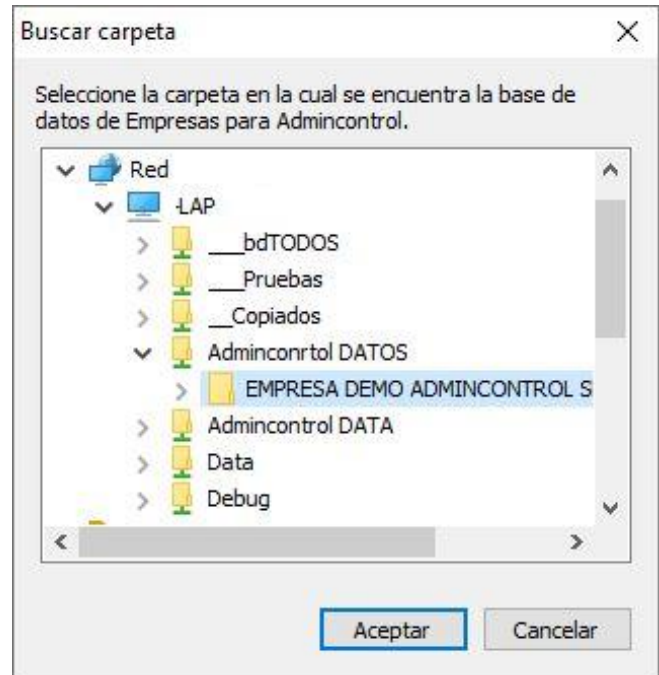 Buscar carpeta
Seleccione la carpeta en la cual se encuentra la base de
datos de Empresas para Admincontrol.
Red
-LAP
___bdTODOS
___Pruebas
__Copiados
Adminconrtol DATOS
EMPRESA DEMO ADMINCONTROL S
Admincontrol DATA
Data
Debug
Aceptar
Cancelar